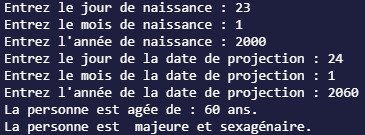 Entrez le jour de naissance : 23
Entrez le mois de naissance : 1
Entrez l'année de naissance : 2000
Entrez le jour de la date de projection : 24
Entrez le mois de la date de projection : 1
Entrez l'année de la date de projection : 2060
La personne est agée de : 60 ans.
La personne est  majeure et sexagénaire.